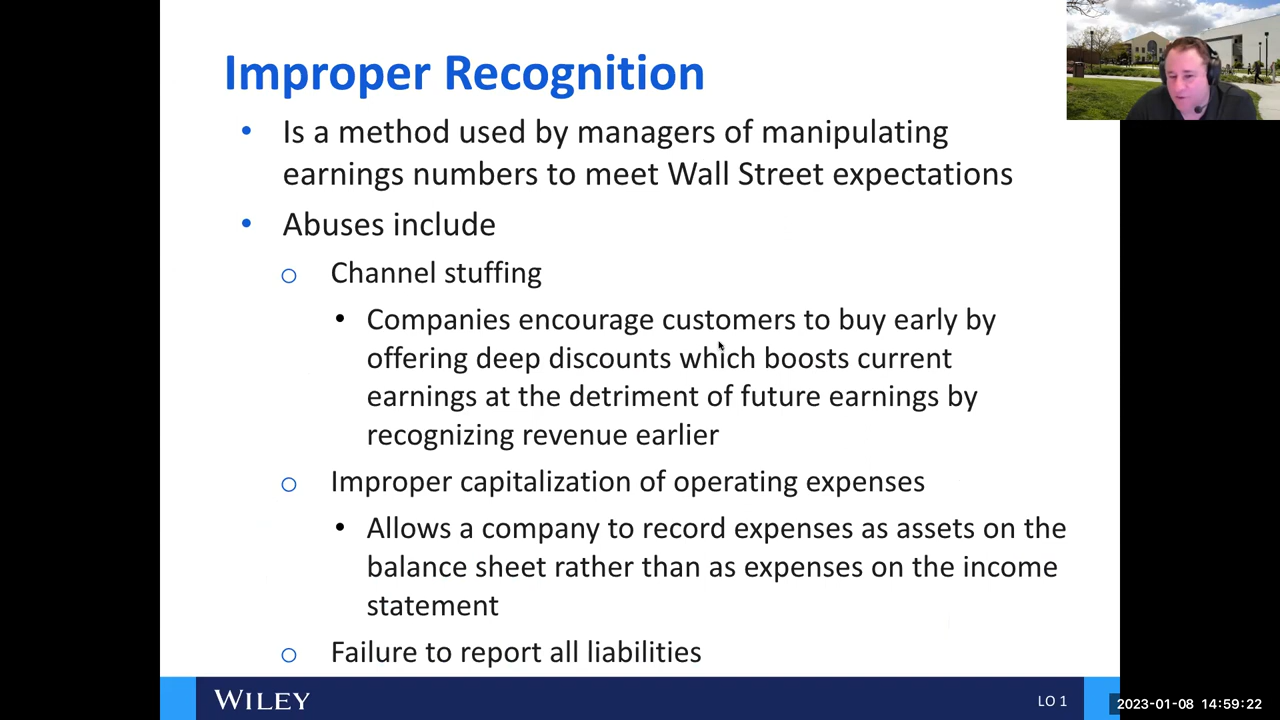 Improper Recognition
• Is a method used by managers of manipulating
earnings numbers to meet Wall Street expectations
• Abuses include
o Channel stuffing
• Companies encourage customers to buy early by
offering deep discounts which boosts current
earnings at the detriment of future earnings by
recognizing revenue earlier
o Improper capitalization of operating expenses
• Allows a company to record expenses as assets on the
balance sheet rather than as expenses on the income
statement
o Failure to report all liabilities
WILEY
LO 1
2023-01-08 14:59:22